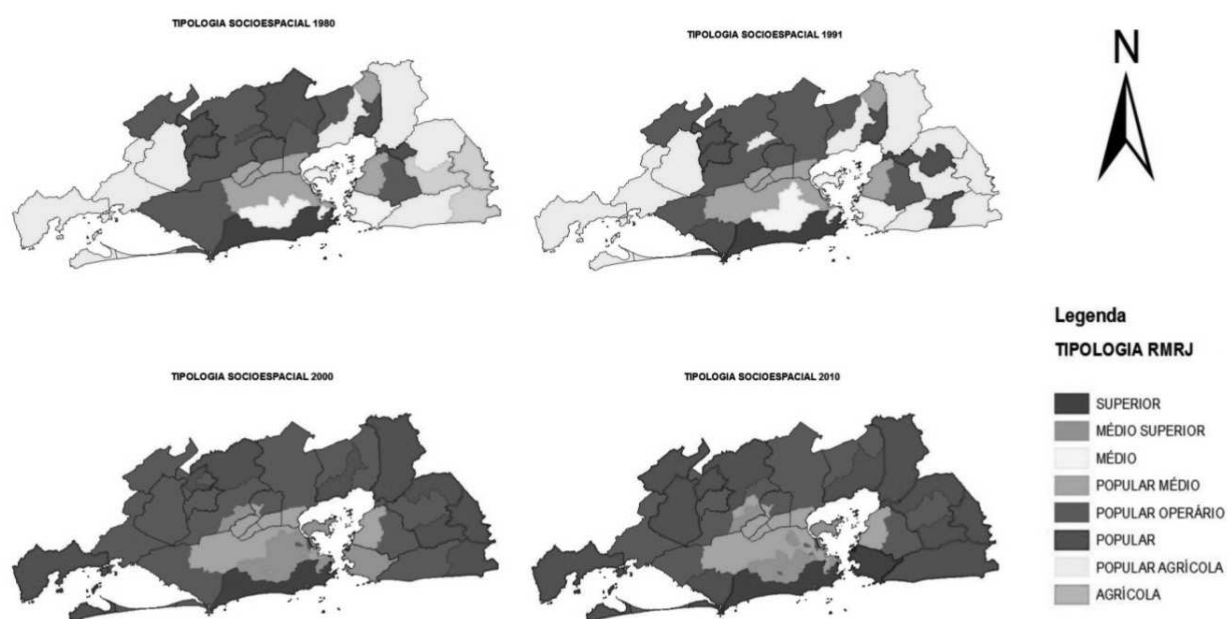 TIPOLOGIA SOCIOESPACIAL 1980
TIPOLOGIA SOCIOESPACIAL 1991
N
TIPOLOGIA SOCIOESPACIAL 2000
TIPOLOGIA SOCIOESPACIAL 2010
Legenda
TIPOLOGIA RMRJ
SUPERIOR
MÉDIO SUPERIOR
MÉDIO
POPULAR MÉDIO
POPULAR OPERÁRIO
POPULAR
POPULAR AGRÍCOLA
AGRÍCOLA